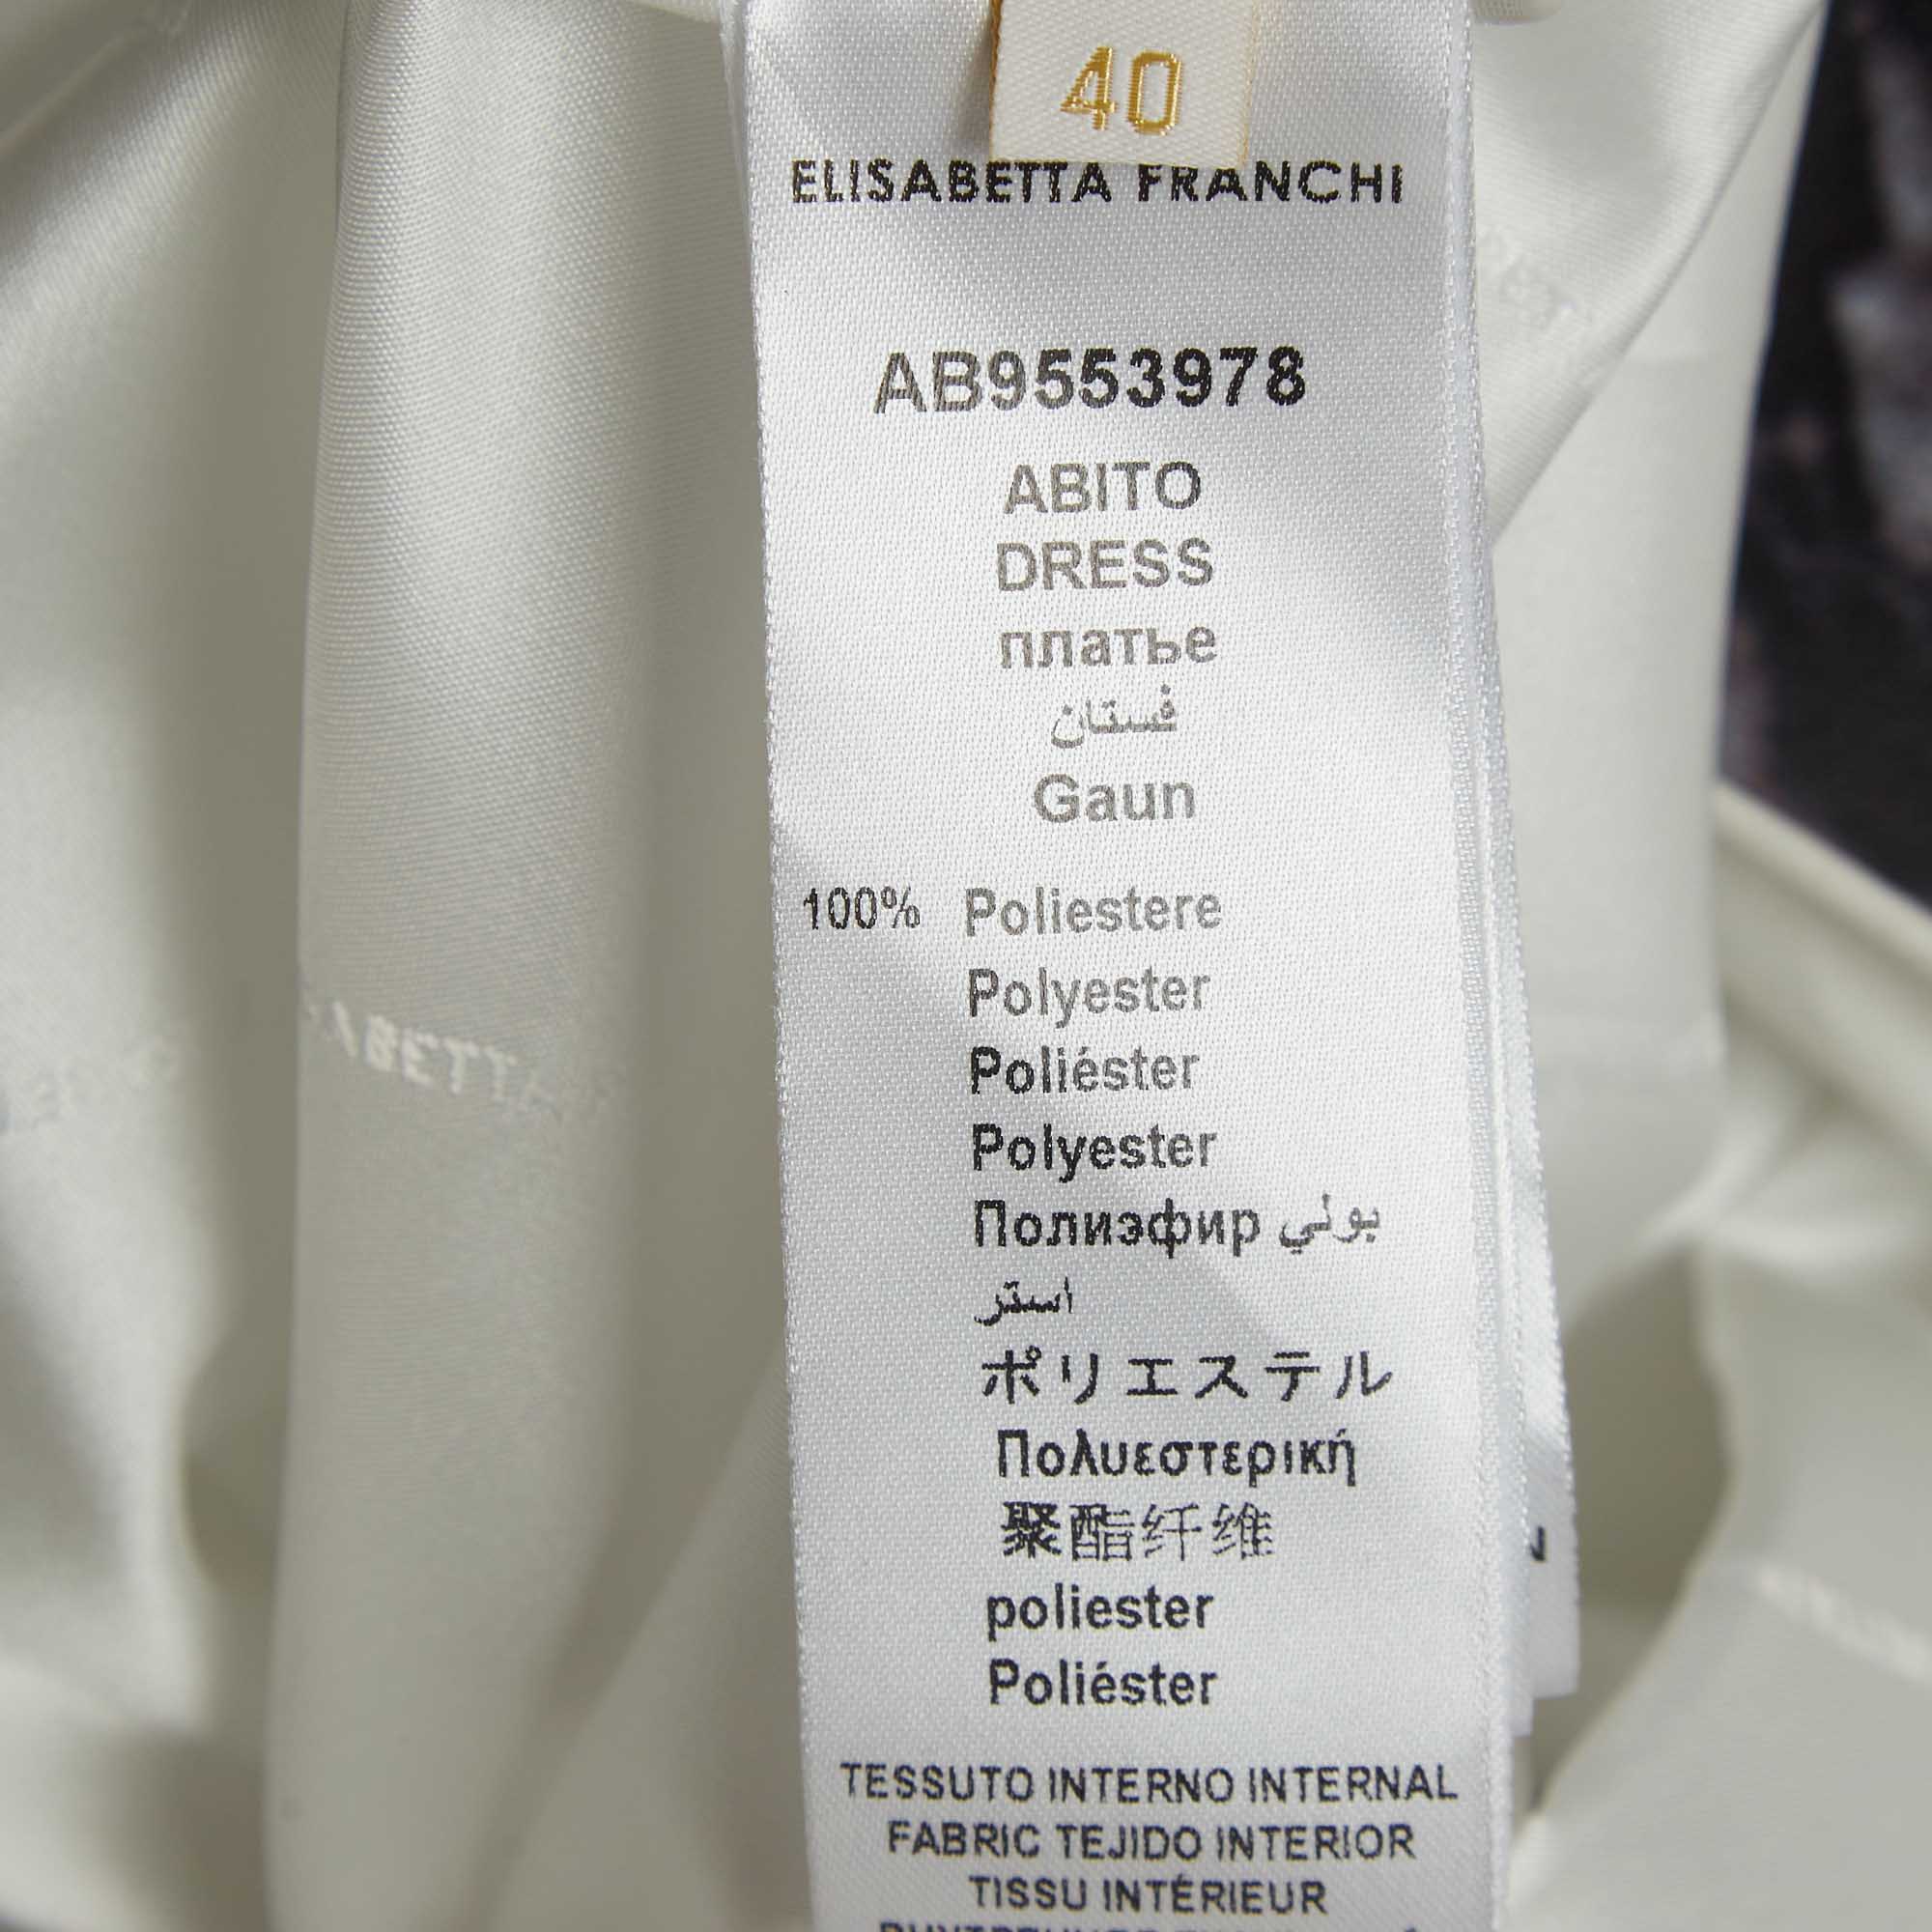 40
ELISABETTA FRANCHI
AB9553978
ABITO
DRESS
платье
فستان
Gaun
100% Poliestere
Polyester
Poliéster
Polyester
Полиэфир بولي
استر
ポリエステル
Πολυεστερική
聚酯纤维
poliester
Poliéster
TESSUTO INTERNO INTERNAL
FABRIC TEJIDO INTERIOR
TISSU INTÉRIEUR